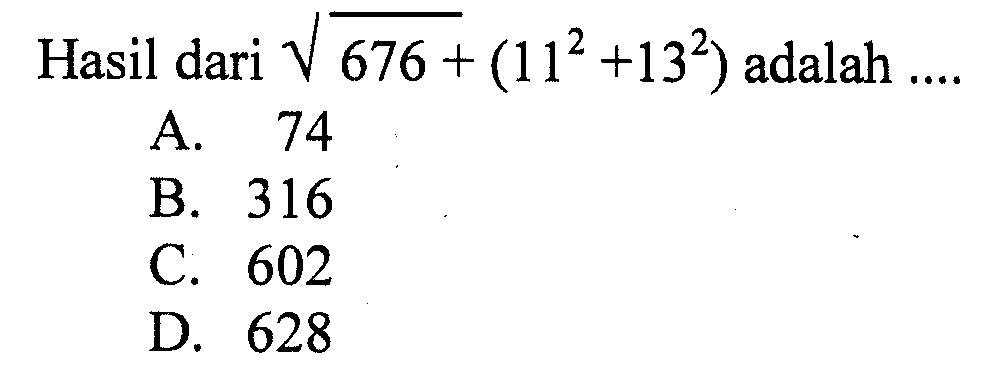 Hasil dari √676 + (11² +13²) adalah ....
A. 74
B. 316
C. 602
D. 628